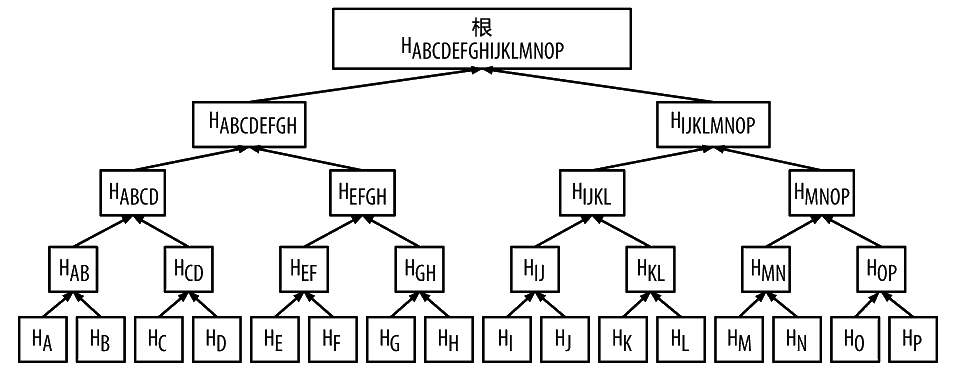 根
HABCDEFGHIJKLMNOP
HABCDEFGH
HIJKLMNOP
HABCD
HEFGH
HIJKL
HMNOP
HAB
HCD
HEF
HGH
HIJ
HKL
HMN
HOP
HA
HB
HC
HD
HE
HF
HG
HH
HI
HJ
HK
HL
HM
HN
HO
HP